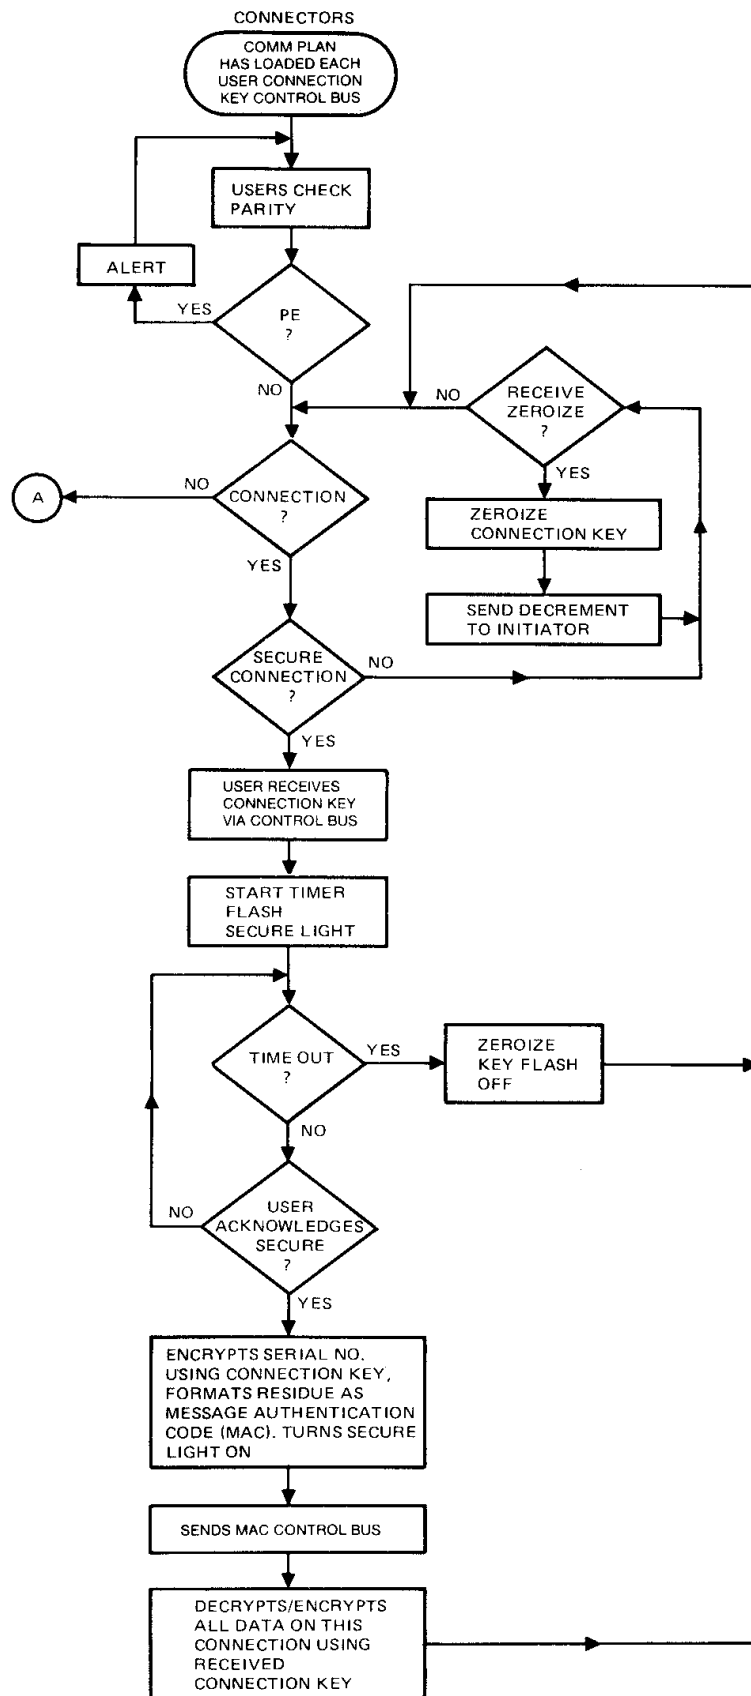 CONNECTORS
COMM PLAN
HAS LOADED EACH
USER CONNECTION
KEY CONTROL BUS
USERS CHECK
PARITY
ALERT
YES
PE
?
NO
NO
RECEIVE
ZEROIZE
?
YES
A
NO
CONNECTION
?
YES
ZEROIZE
CONNECTION KEY
SEND DECREMENT
TO INITIATOR
SECURE
CONNECTION
?
NO
YES
USER RECEIVES
CONNECTION KEY
VIA CONTROL BUS
START TIMER
FLASH
SECURE LIGHT
TIME OUT
?
YES
ZEROIZE
KEY FLASH
OFF
NO
USER
ACKNOWLEDGES
SECURE
?
NO
YES
ENCRYPTS SERIAL NO.
USING CONNECTION KEY,
FORMATS RESIDUE AS
MESSAGE AUTHENTICATION
CODE (MAC). TURNS SECURE
LIGHT ON
SENDS MAC CONTROL BUS
DECRYPTS/ENCRYPTS
ALL DATA ON THIS
CONNECTION USING
RECEIVED
CONNECTION KEY